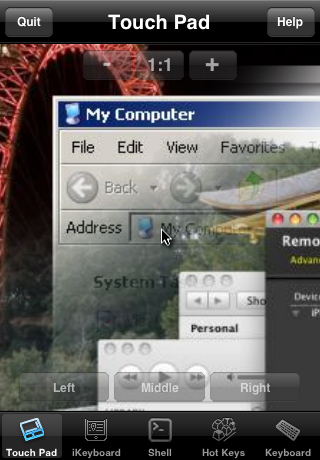 Quit Touch Pad Help
- 1:1 +
My Computer
File Edit View Favorites
Back
Address My Computer
System Ta
Remo
Advan
Sho
Device
Personal
Left Middle Right
Touch Pad iKeyboard Shell Hot Keys Keyboard